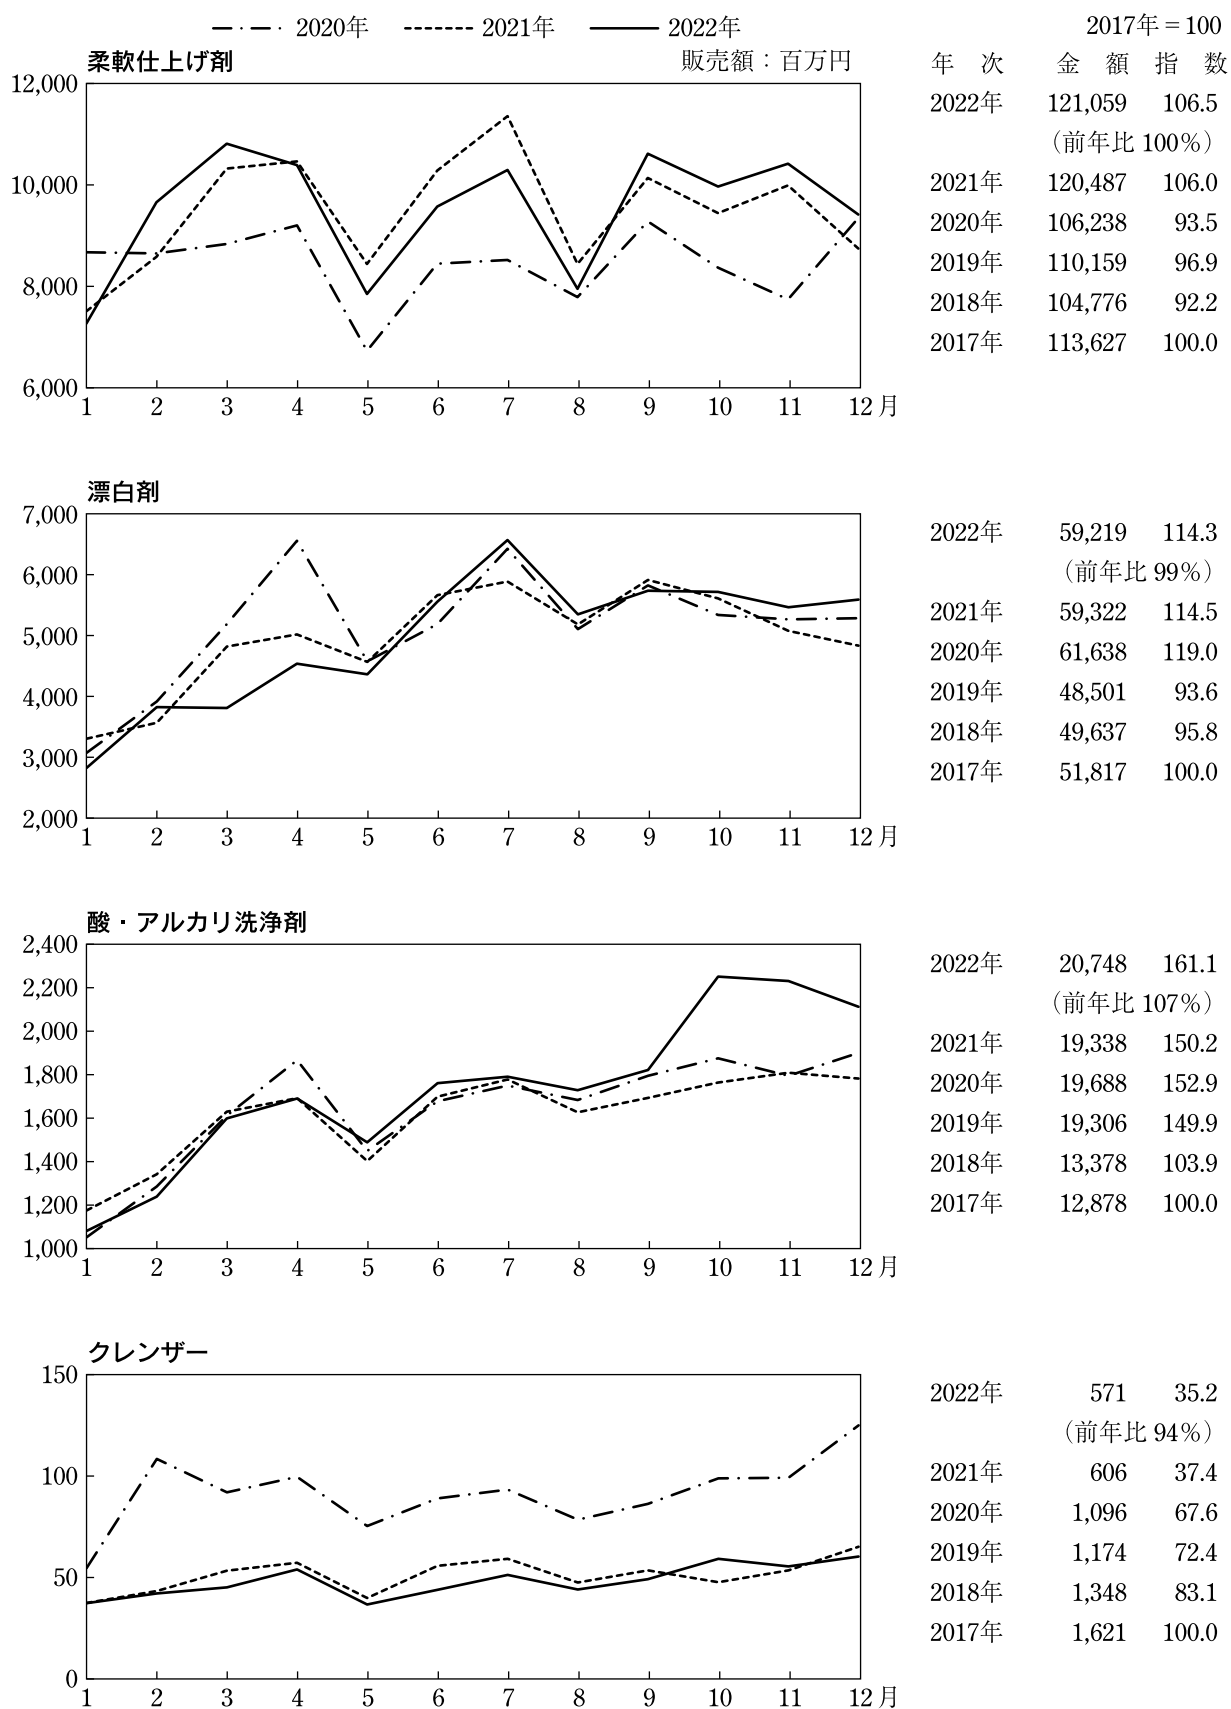 2020年 2021年 2022年 2017年＝100
柔軟仕上げ剤 販売額：百万円 年 次 金 額 指 数
12,000
10,000
8,000
6,000
1 2 3 4 5 6 7 8 9 10 11 12 月
2022年 121,059 106.5
（前年比 100％）
2021年 120,487 106.0
2020年 106,238 93.5
2019年 110,159 96.9
2018年 104,776 92.2
2017年 113,627 100.0
漂白剤
7,000
6,000
5,000
4,000
3,000
2,000
1 2 3 4 5 6 7 8 9 10 11 12 月
2022年 59,219 114.3
（前年比 99％）
2021年 59,322 114.5
2020年 61,638 119.0
2019年 48,501 93.6
2018年 49,637 95.8
2017年 51,817 100.0
酸・アルカリ洗浄剤
2,400
2,200
2,000
1,800
1,600
1,400
1,200
1,000
1 2 3 4 5 6 7 8 9 10 11 12 月
2022年 20,748 161.1
（前年比 107％）
2021年 19,338 150.2
2020年 19,688 152.9
2019年 19,306 149.9
2018年 13,378 103.9
2017年 12,878 100.0
クレンザー
150
100
50
0
1 2 3 4 5 6 7 8 9 10 11 12 月
2022年 571 35.2
（前年比 94％）
2021年 606 37.4
2020年 1,096 67.6
2019年 1,174 72.4
2018年 1,348 83.1
2017年 1,621 100.0